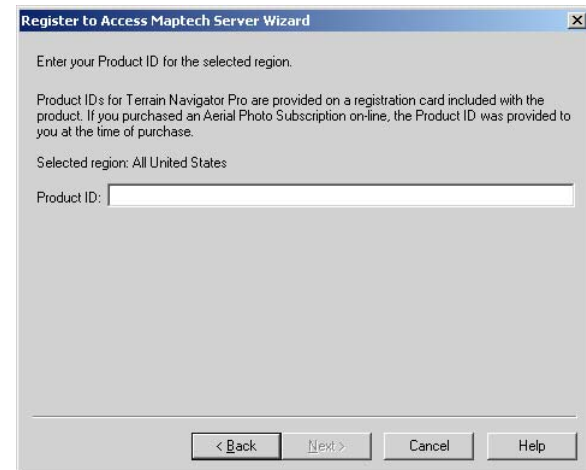 Register to Access Maptech Server Wizard
Enter your Product ID for the selected region.
Product IDs for Terrain Navigator Pro are provided on a registration card included with the
product. If you purchased an Aerial Photo Subscription on-line, the Product ID was provided to
you at the time of purchase.
Selected region: All United States
Product ID:
< Back Next > Cancel Help